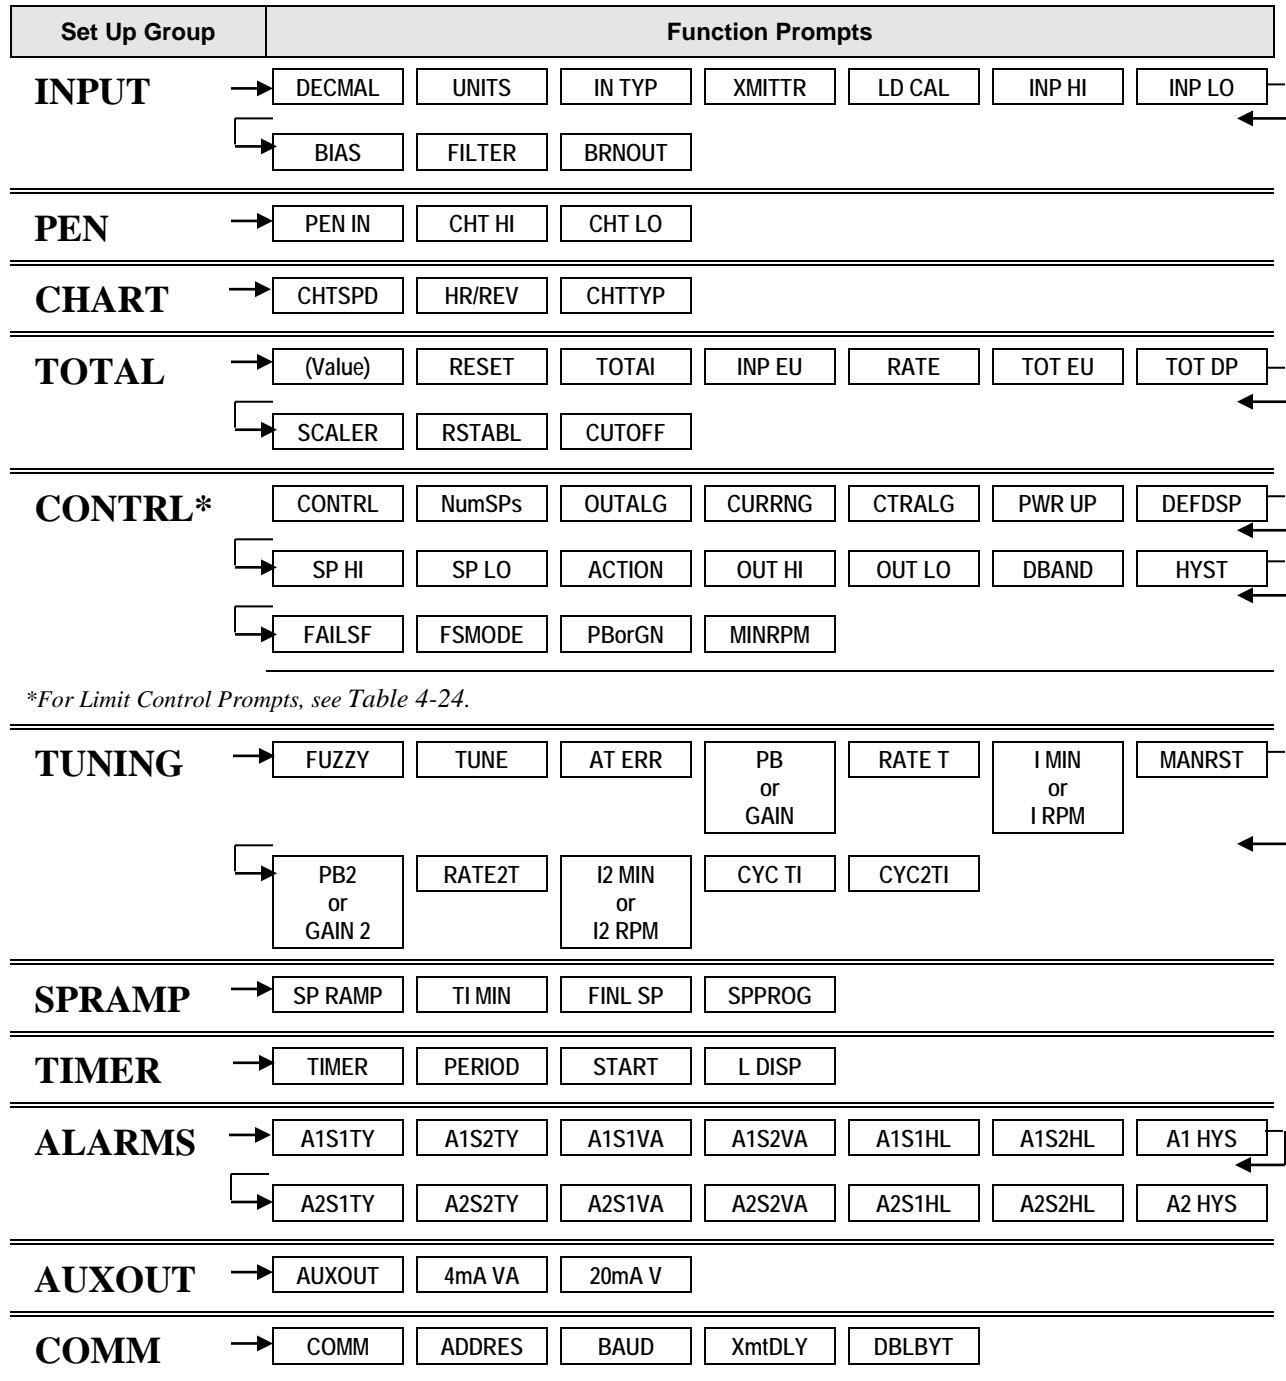 Set Up Group Function Prompts
INPUT DECMAL UNITS IN TYP XMITTR LD CAL INP HI INP LO
BIAS FILTER BRNOUT
PEN PEN IN CHT HI CHT LO
CHART CHTSPD HR/REV CHTTYP
TOTAL (Value) RESET TOTAI INP EU RATE TOT EU TOT DP
SCALER RSTABL CUTOFF
CONTRL* CONTRL NumSPs OUTALG CURRNG CTRALG PWR UP DEFDSP
SP HI SP LO ACTION OUT HI OUT LO DBAND HYST
FAILSF FSMODE PBorGN MINRPM
*For Limit Control Prompts, see Table 4-24.
TUNING FUZZY TUNE AT ERR PB RATE T I MIN MANRST
or or
GAIN I RPM
PB2 RATE2T I2 MIN CYC TI CYC2TI
or or
GAIN 2 I2 RPM
SPRAMP SP RAMP TI MIN FINL SP SPPROG
TIMER TIMER PERIOD START L DISP
ALARMS A1S1TY A1S2TY A1S1VA A1S2VA A1S1HL A1S2HL A1 HYS
A2S1TY A2S2TY A2S1VA A2S2VA A2S1HL A2S2HL A2 HYS
AUXOUT AUXOUT 4mA VA 20mA V
COMM COMM ADDRES BAUD XmtDLY DBLBYT